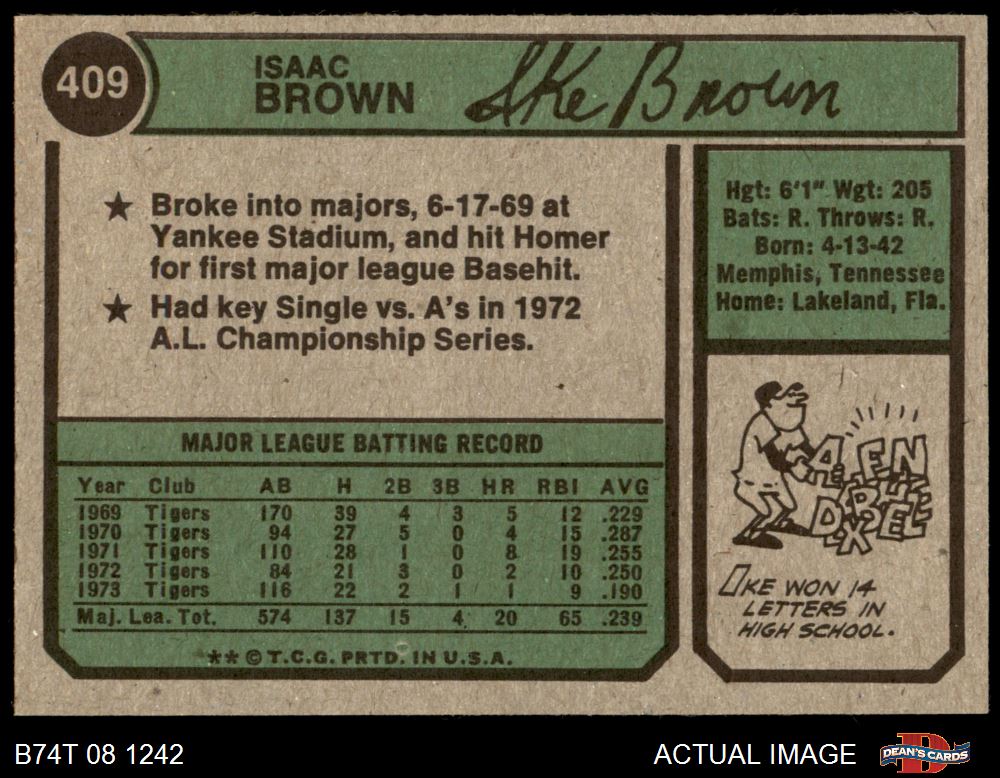 409
ISAAC
BROWN
Ike Brown
★ Broke into majors, 6-17-69 at
Yankee Stadium, and hit Homer
for first major league Basehit.
★ Had key Single vs. A's in 1972
A.L. Championship Series.
Hgt: 6'1" Wgt: 205
Bats: R. Throws: R.
Born: 4-13-42
Memphis, Tennessee
Home: Lakeland, Fla.
MAJOR LEAGUE BATTING RECORD
Year Club AB H 2B 3B HR RBI AVG
1969 Tigers 170 39 4 3 5 12 .229
1970 Tigers 94 27 5 0 4 15 .287
1971 Tigers 110 28 1 0 8 19 .255
1972 Tigers 84 21 3 0 2 10 .250
1973 Tigers 116 22 2 1 1 9 .190
Maj. Lea. Tot. 574 137 15 4 20 65 .239
** © T.C.G. PRTD. IN U.S.A.
IKE WON 14
LETTERS IN
HIGH SCHOOL.
B74T 08 1242
ACTUAL IMAGE
DEAN'S CARDS